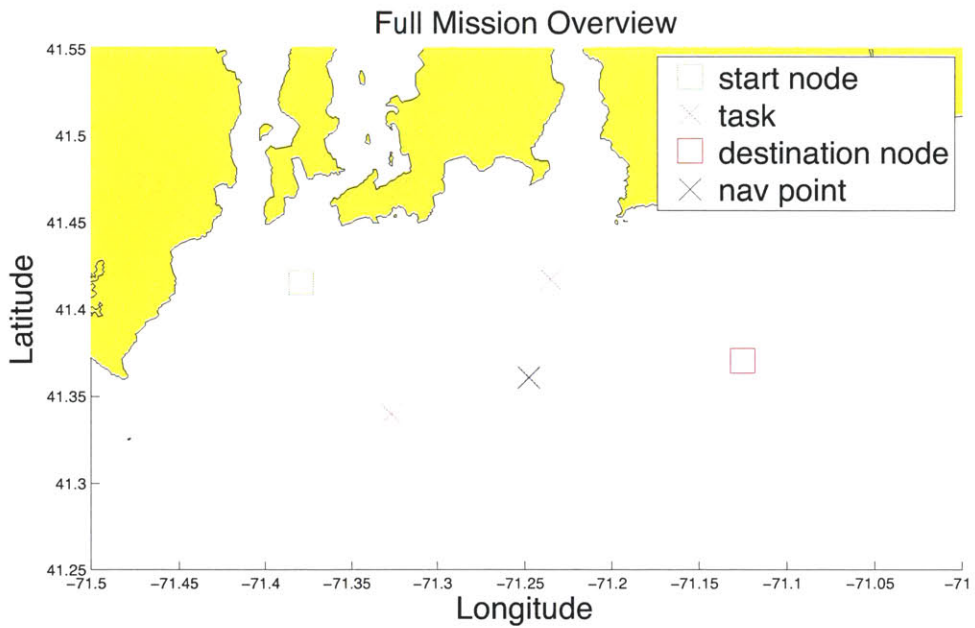 Full Mission Overview
41.55
41.5
41.45
41.4
41.35
41.3
41.25
Latitude
start node
task
destination node
nav point
-71.5 -71.45 -71.4 -71.35 -71.3 -71.25 -71.2 -71.15 -71.1 -71.05 -71
Longitude